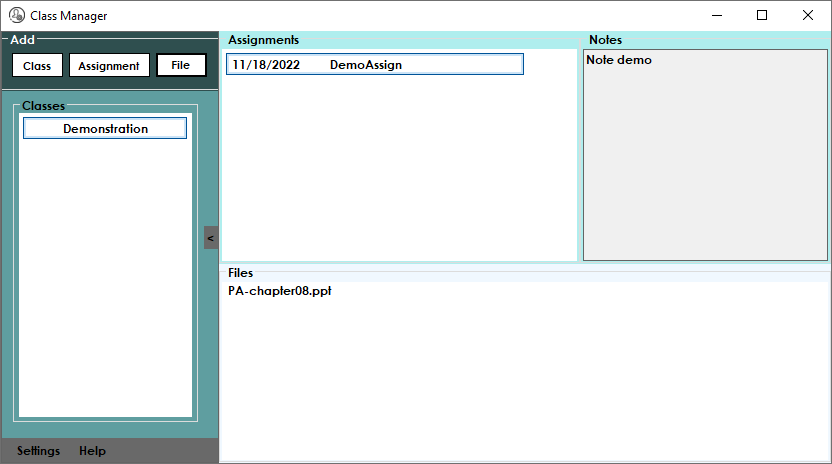 Class Manager
Add
Class Assignment File
Classes
Demonstration
<
Settings Help
Assignments
11/18/2022 DemoAssign
Notes
Note demo
Files
PA-chapter08.ppt